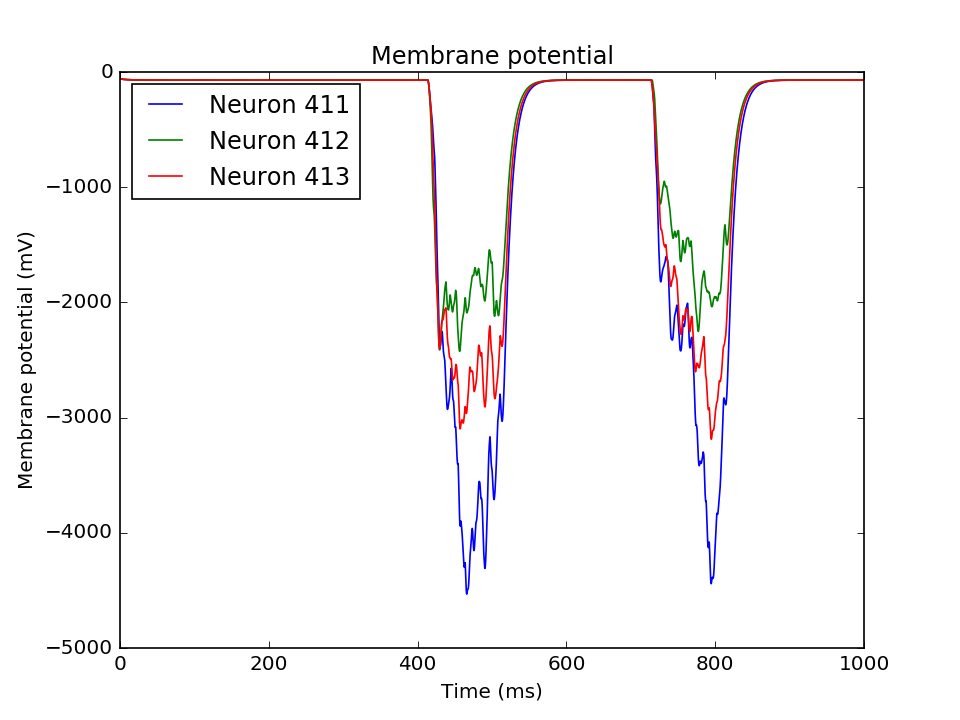 Membrane potential
0
−1000
−2000
−3000
−4000
−5000
Membrane potential (mV)
Neuron 411
Neuron 412
Neuron 413
0 200 400 600 800 1000
Time (ms)